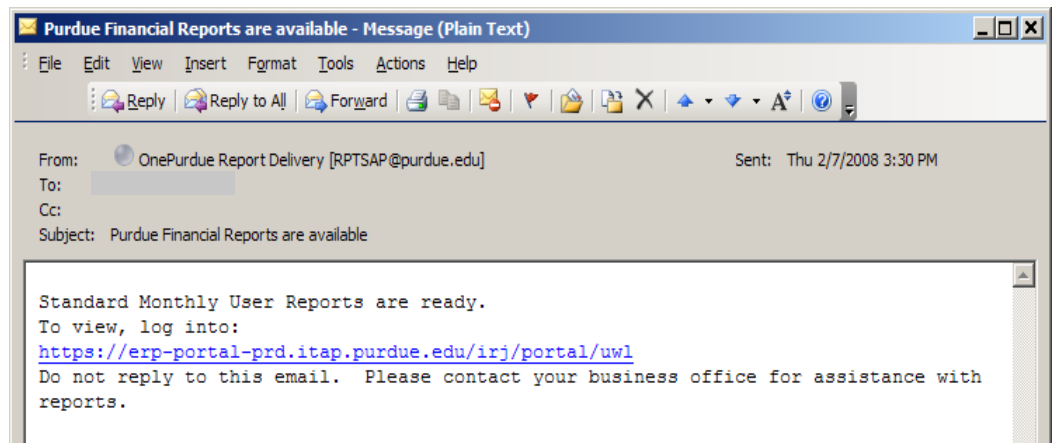 Purdue Financial Reports are available - Message (Plain Text)
File Edit View Insert Format Tools Actions Help
Reply Reply to All Forward
From: OnePurdue Report Delivery [RPTSAP@purdue.edu] Sent: Thu 2/7/2008 3:30 PM
To:
Cc:
Subject: Purdue Financial Reports are available
Standard Monthly User Reports are ready.
To view, log into:
https://erp-portal-prd.itap.purdue.edu/irj/portal/uwl
Do not reply to this email.  Please contact your business office for assistance with
reports.